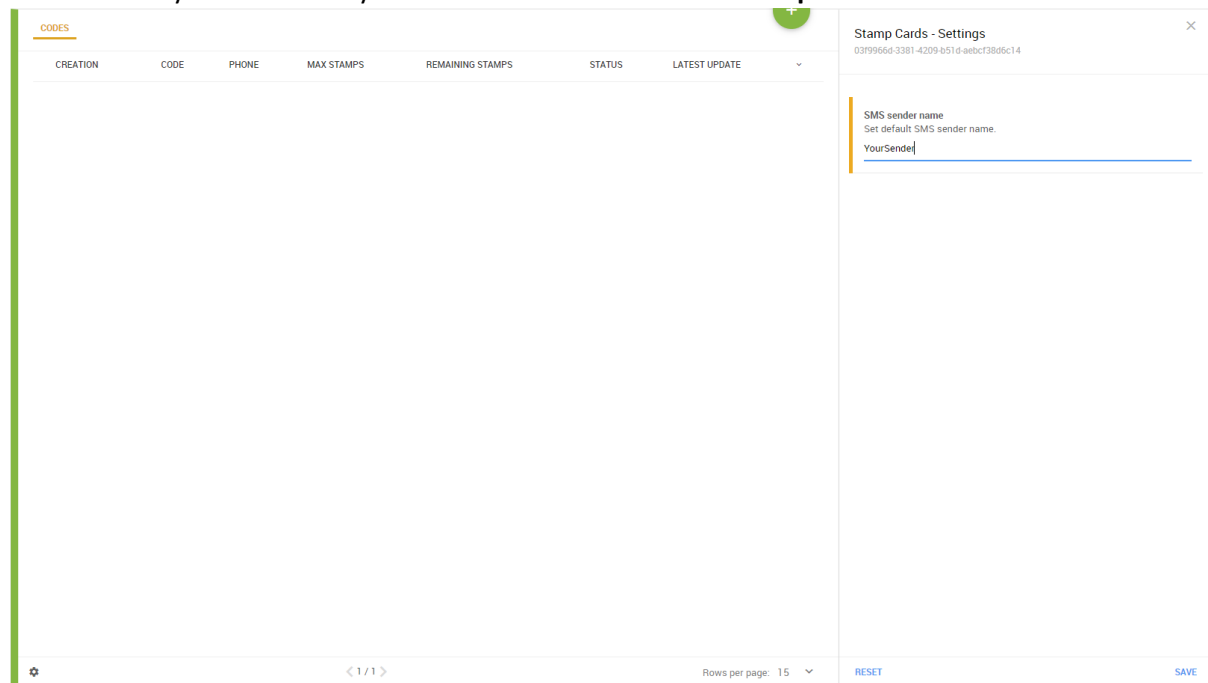 CODES
+
CREATION CODE PHONE MAX STAMPS REMAINING STAMPS STATUS LATEST UPDATE
1 / 1
Rows per page: 15
Stamp Cards - Settings
03f9966d-3381-4209-b51d-aebcf38d6c14
SMS sender name
Set default SMS sender name.
YourSender
RESET SAVE